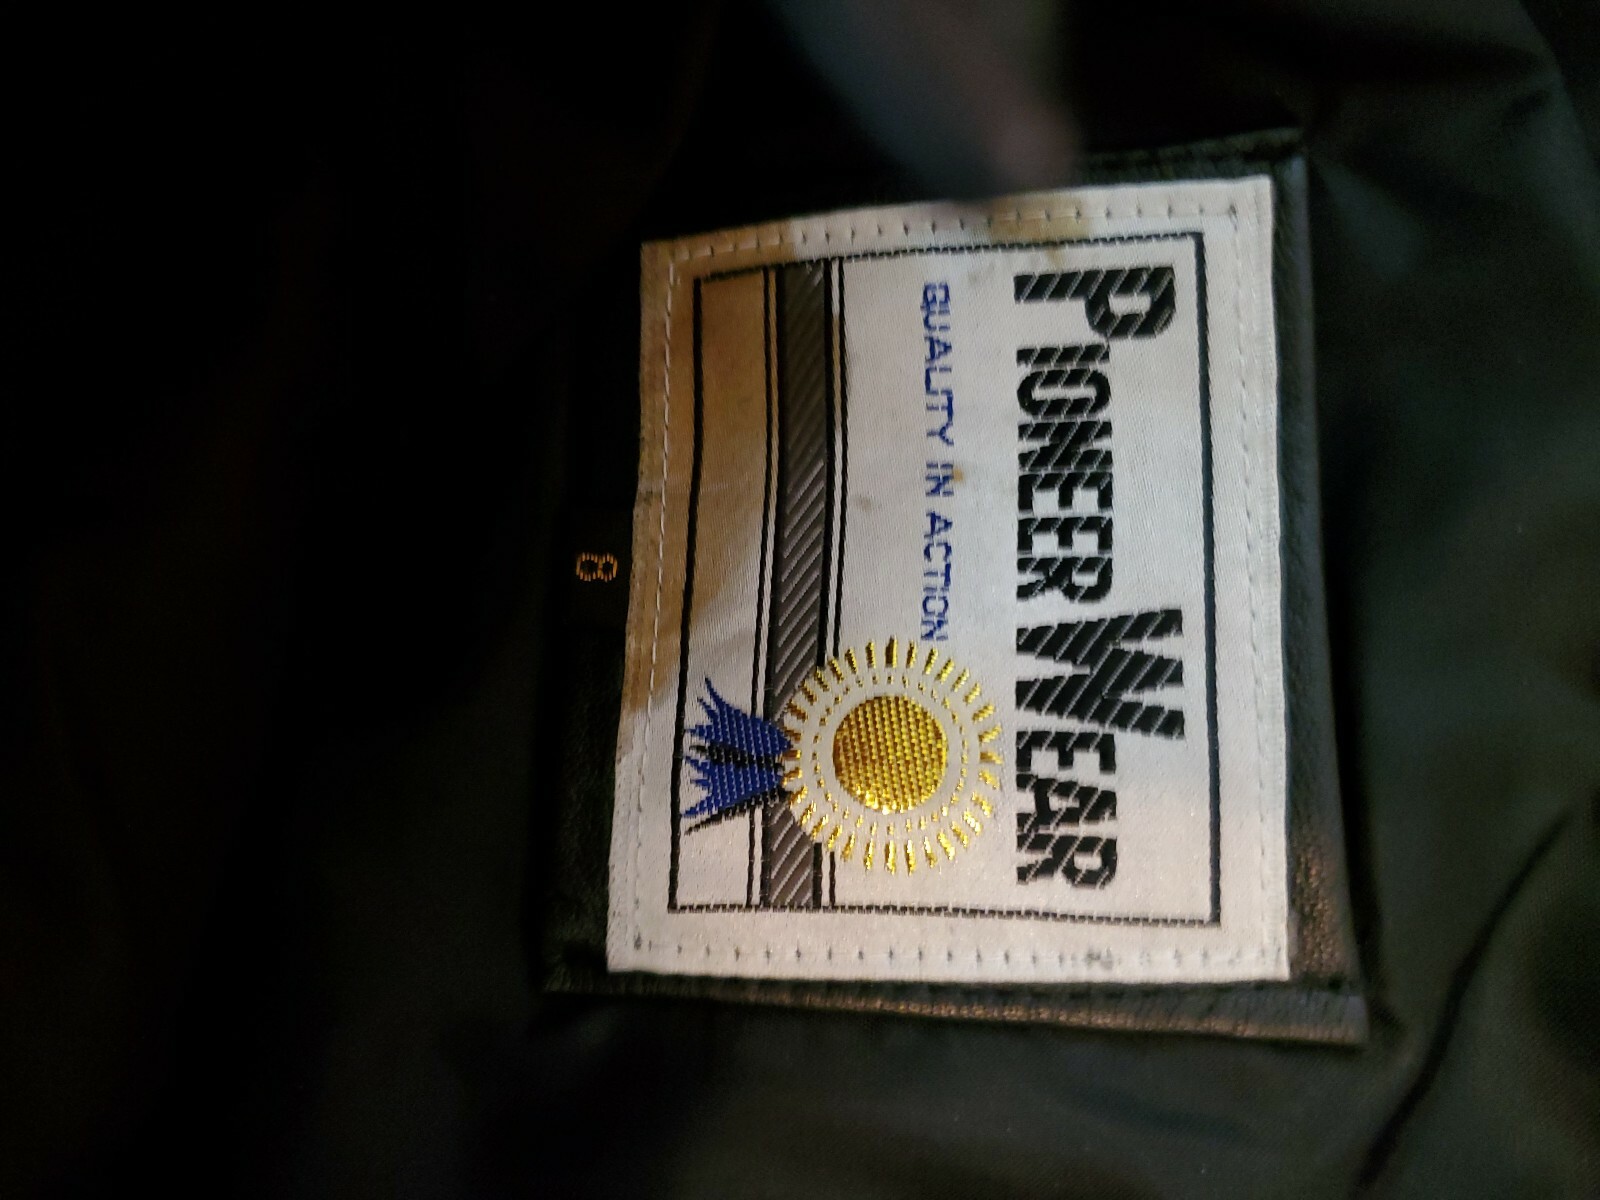 PIONEER WEAR
QUALITY IN ACTION
8